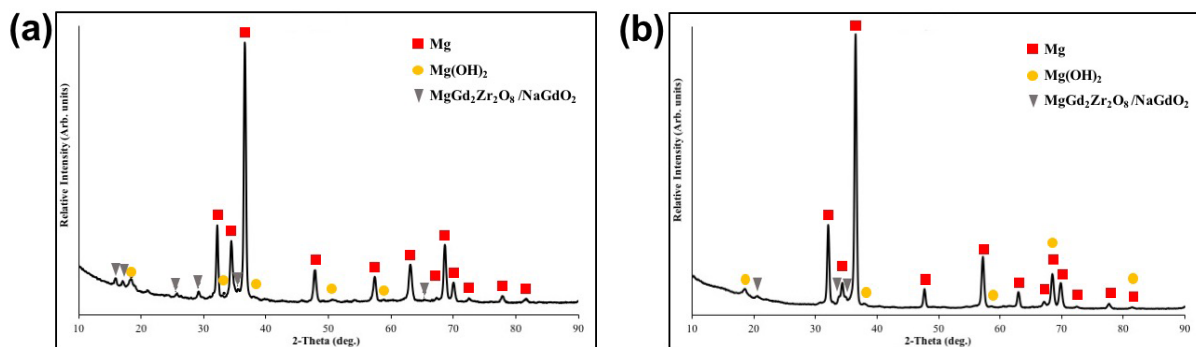 (a)
Relative Intensity (Arb. units)
Mg
Mg(OH)2
MgGd2Zr2O8 /NaGdO2
10 20 30 40 50 60 70 80 90
2-Theta (deg.)
(b)
Relative Intensity (Arb. units)
Mg
Mg(OH)2
MgGd2Zr2O8 /NaGdO2
10 20 30 40 50 60 70 80 90
2-Theta (deg.)